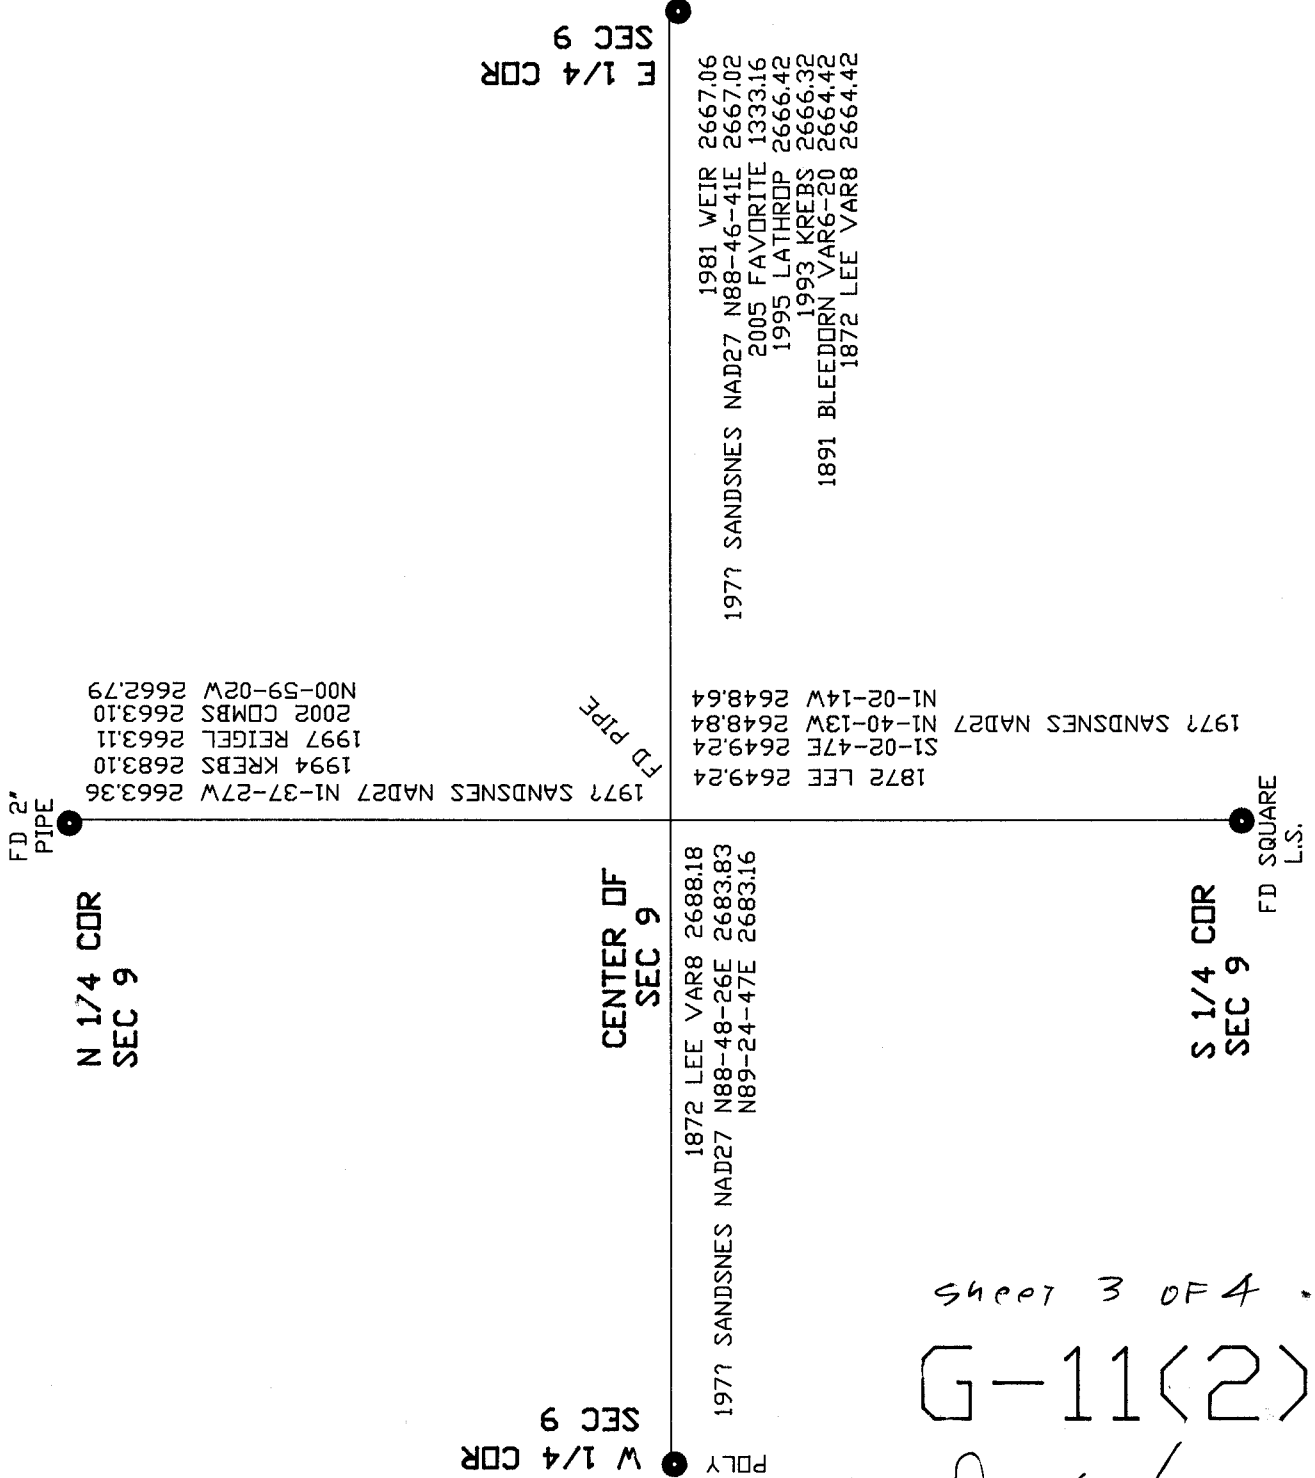 E 1/4 COR
SEC 9
1981 WEIR 2667.06
197? SANDSNES NAD27 N88-46-41E 2667.02
2005 FAVORITE 1333.16
1995 LATHROP 2666.42
1993 KREBS 2666.32
1891 BLEEDORN VAR6-20 2664.42
1872 LEE VAR8 2664.42
FD 2"
PIPE
N 1/4 COR
SEC 9
197? SANDSNES NAD27 N1-37-27W 2663.36
1994 KREBS 2683.10
1997 REIGEL 2663.11
2002 COMBS 2663.10
N00-59-02W 2662.79
FD PIPE
CENTER OF
SEC 9
1872 LEE 2649.24
S1-02-47E 2649.24
197? SANDSNES NAD27 N1-40-13W 2648.84
N1-02-14W 2648.64
1872 LEE VAR8 2688.18
197? SANDSNES NAD27 N88-48-26E 2683.83
N89-24-47E 2683.16
S 1/4 COR
SEC 9
FD SQUARE
L.S.
W 1/4 COR
SEC 9
POLY
Sheet 3 OF 4
G-11(2)